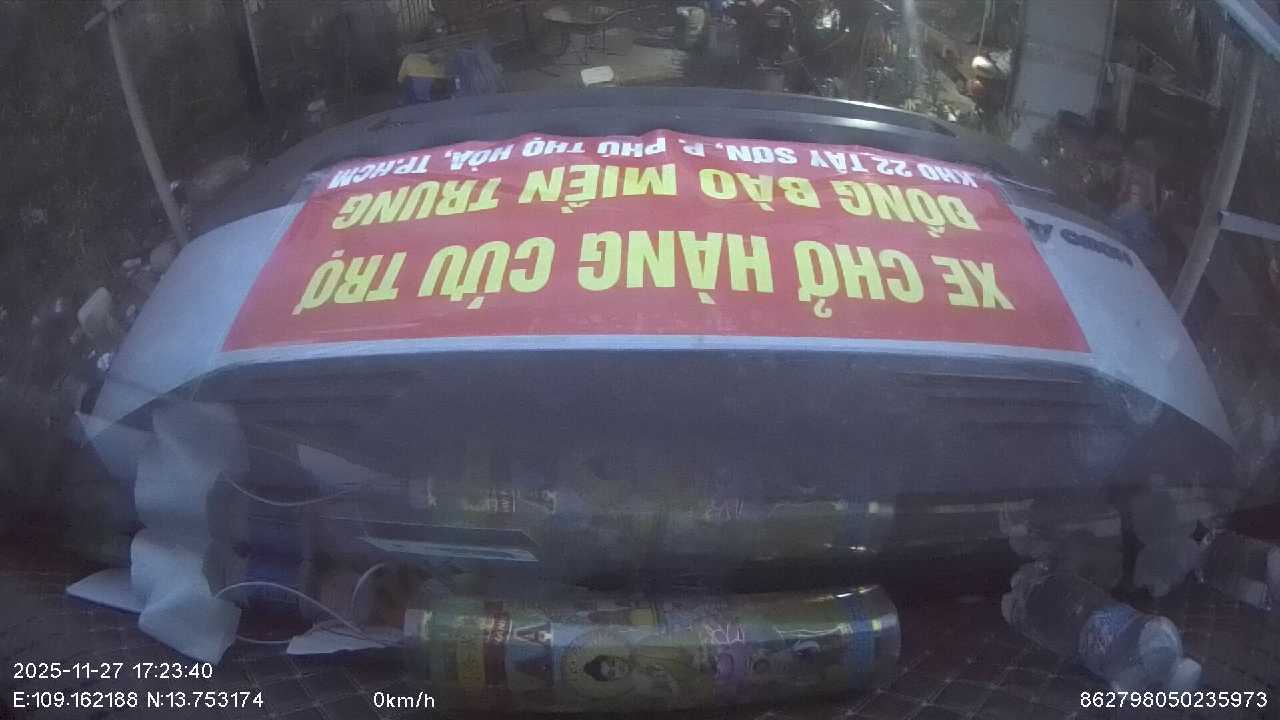 XE CHỞ HÀNG CỨU TRỢ
ĐỒNG BÀO MIỀN TRUNG
KHO 22 TÂY SƠN, P. PHÚ THỌ HÒA, TP.HCM
2025-11-27 17:23:40
E:109.162188 N:13.753174
0km/h
862798050235973